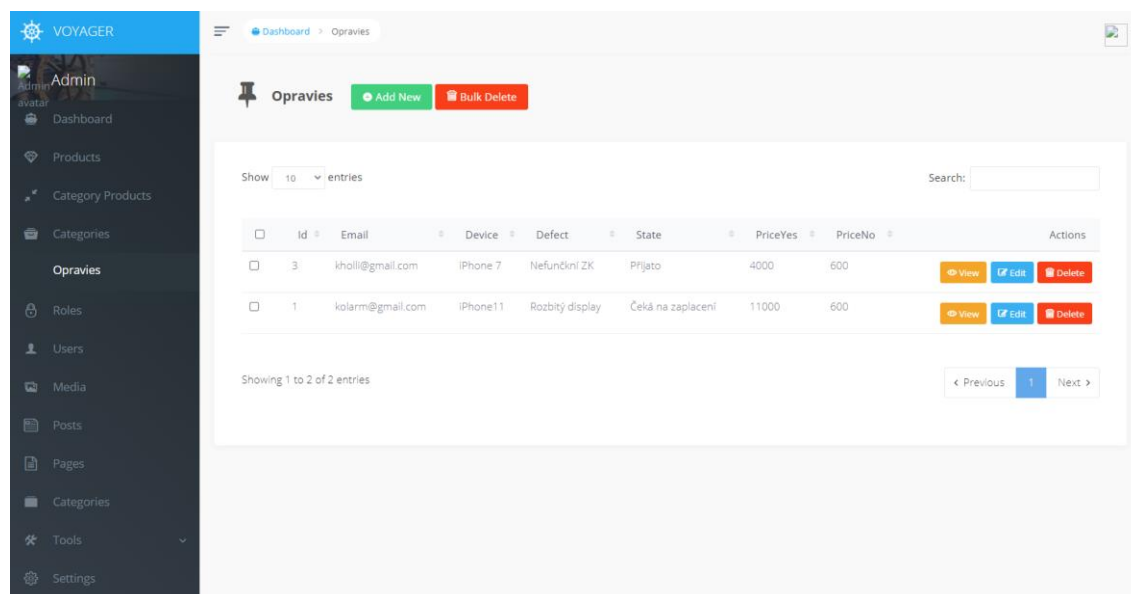 VOYAGER
Dashboard > Opravies
Admin avatar
Admin
Dashboard
Products
Category Products
Categories
Opravies
Roles
Users
Media
Posts
Pages
Categories
Tools
Settings
Opravies Add New Bulk Delete
Show 10 entries Search:
Id Email Device Defect State PriceYes PriceNo Actions
3 kholli@gmail.com iPhone 7 Nefunčkní ZK Přijato 4000 600 View Edit Delete
1 kolarm@gmail.com iPhone11 Rozbitý display Čeká na zaplacení 11000 600 View Edit Delete
Showing 1 to 2 of 2 entries < Previous 1 Next >